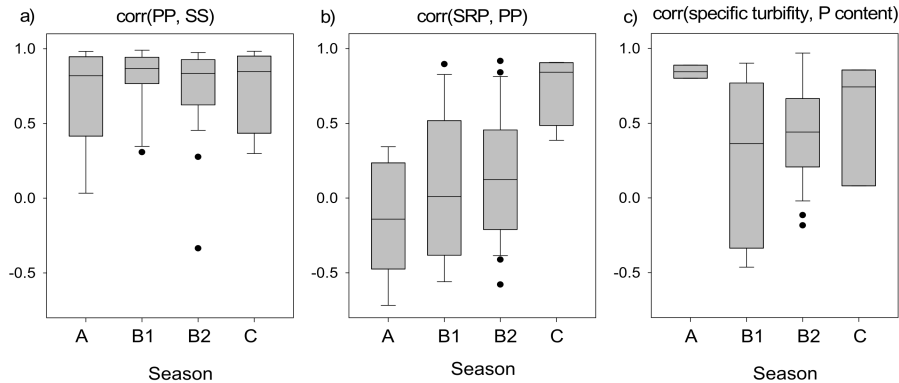 a) corr(PP, SS)
1.0
0.5
0.0
-0.5
A B1 B2 C
Season
b) corr(SRP, PP)
1.0
0.5
0.0
-0.5
A B1 B2 C
Season
c) corr(specific turbifity, P content)
1.0
0.5
0.0
-0.5
A B1 B2 C
Season